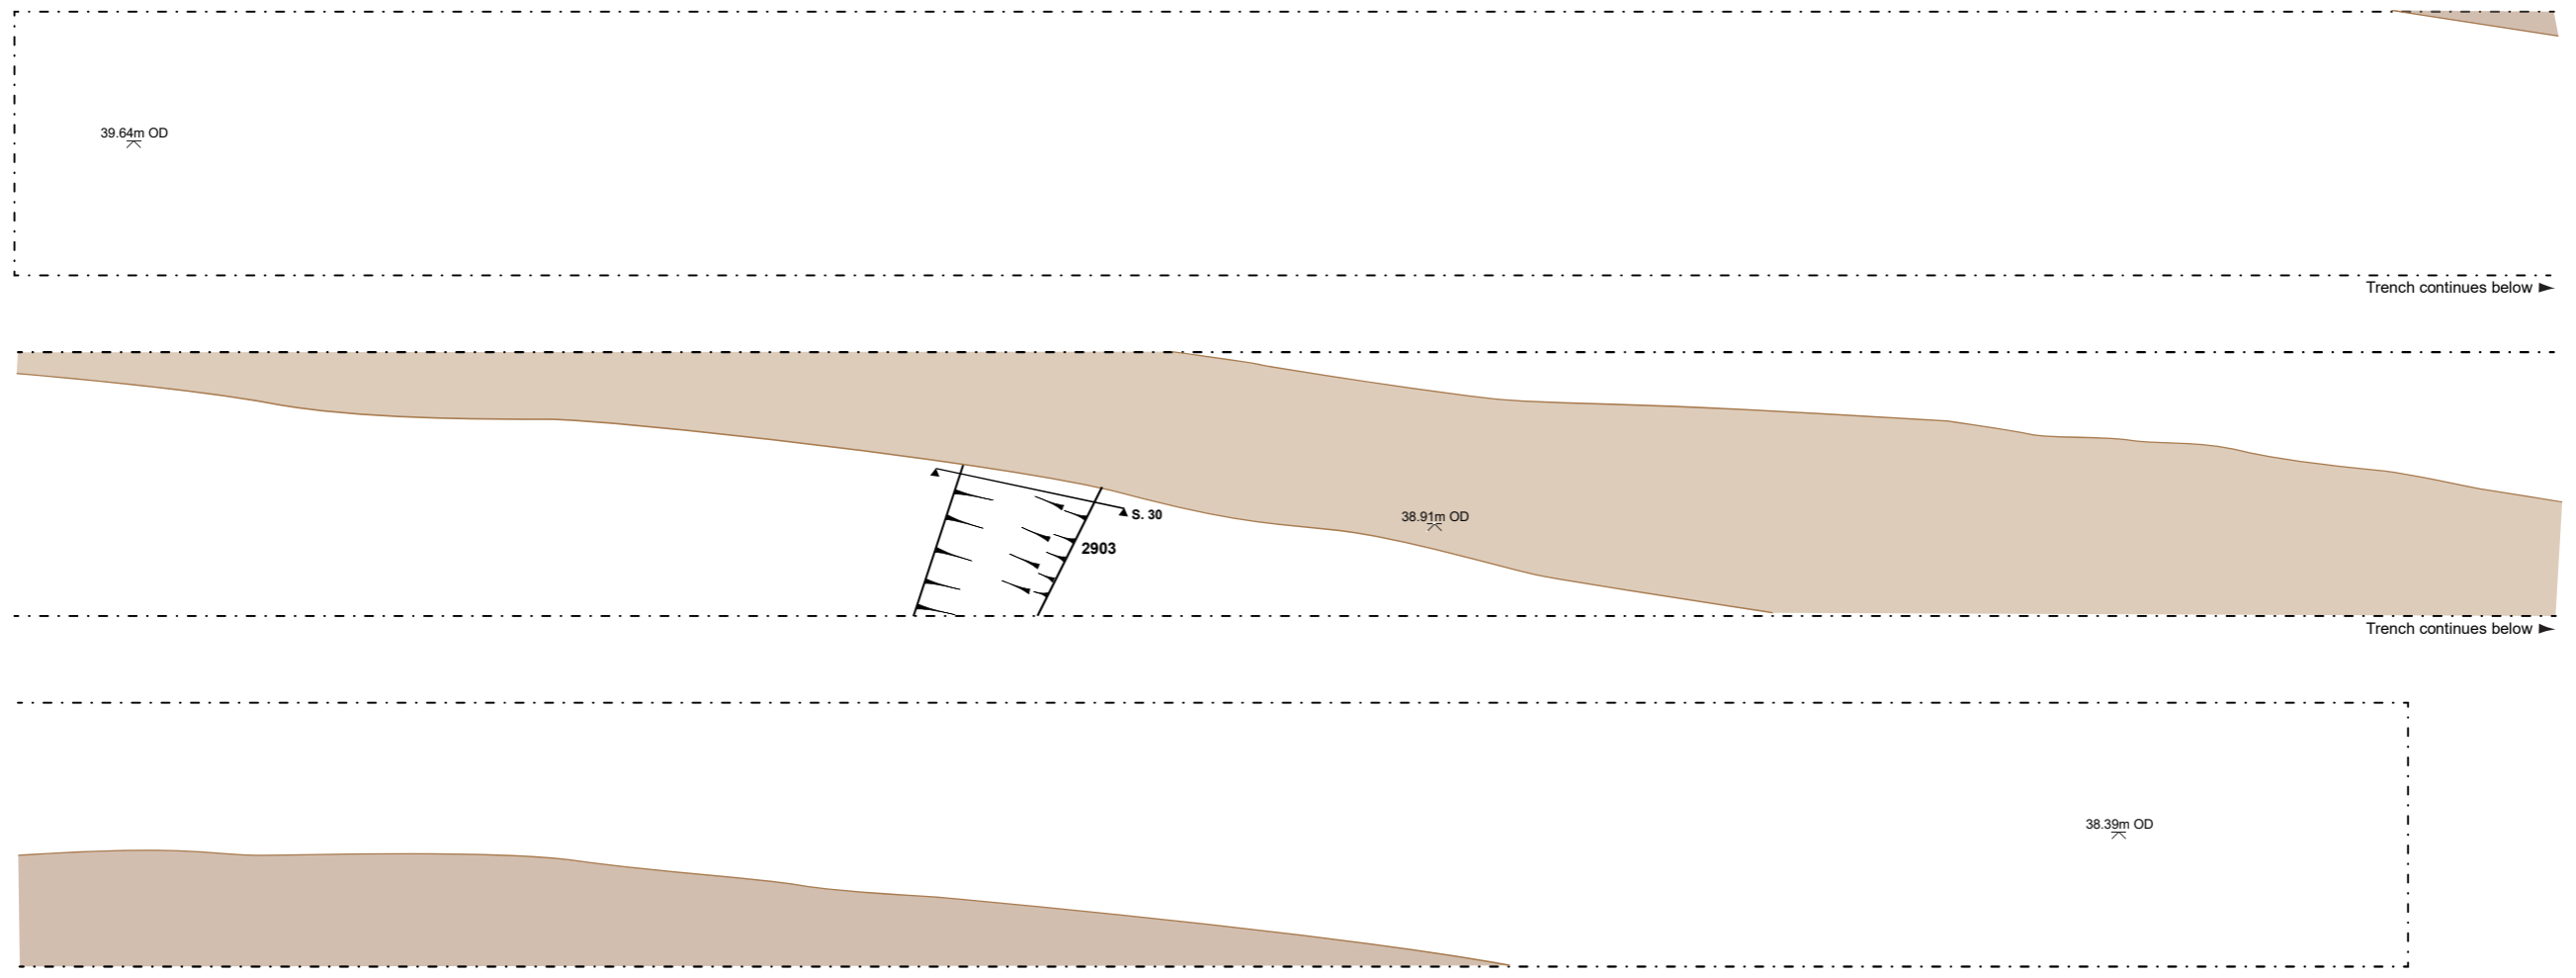 39.64m OD
Trench continues below ►
S. 30
38.91m OD
2903
Trench continues below ►
38.39m OD